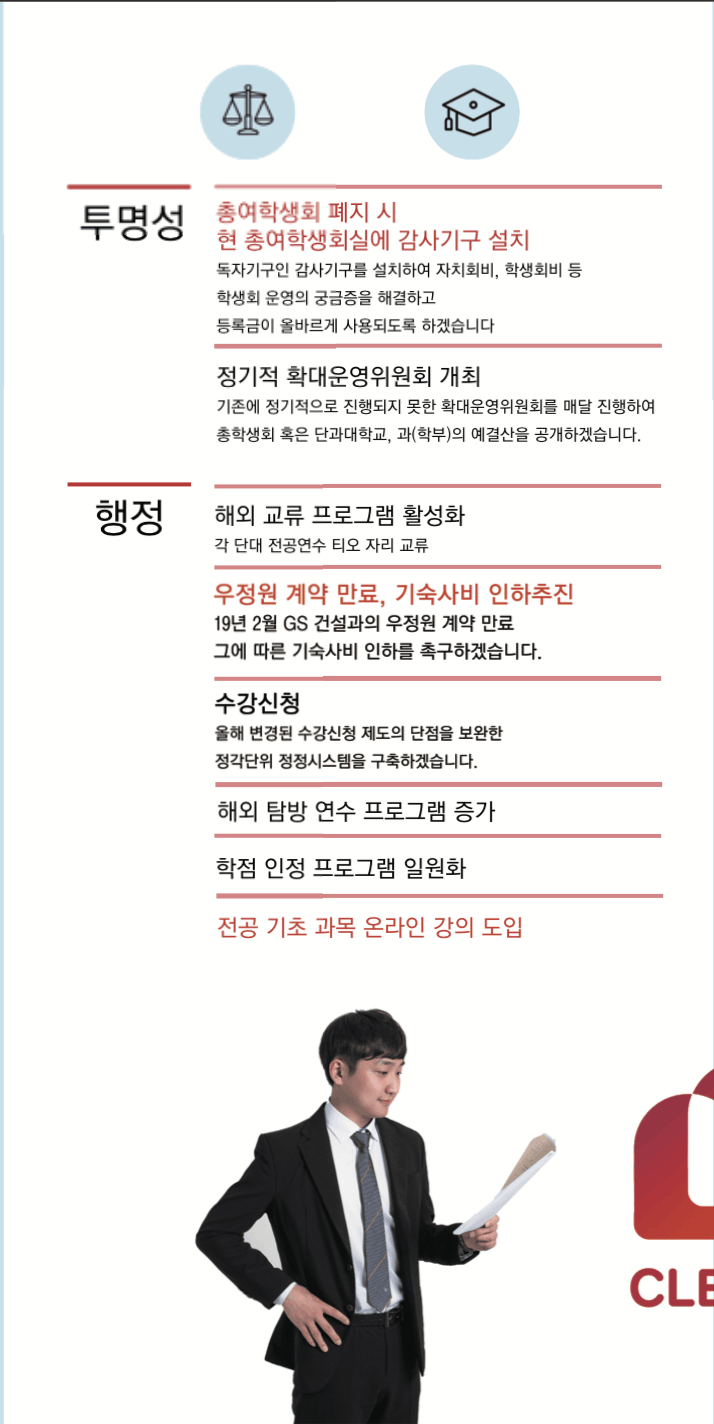 투명성
총여학생회 폐지 시
현 총여학생회실에 감사기구 설치
독자기구인 감사기구를 설치하여 자치회비, 학생회비 등
학생회 운영의 궁금증을 해결하고
등록금이 올바르게 사용되도록 하겠습니다
정기적 확대운영위원회 개최
기존에 정기적으로 진행되지 못한 확대운영위원회를 매달 진행하여
총학생회 혹은 단과대학교, 과(학부)의 예결산을 공개하겠습니다.
행정
해외 교류 프로그램 활성화
각 단대 전공연수 티오 자리 교류
우정원 계약 만료, 기숙사비 인하추진
19년 2월 GS 건설과의 우정원 계약 만료
그에 따른 기숙사비 인하를 촉구하겠습니다.
수강신청
올해 변경된 수강신청 제도의 단점을 보완한
정각단위 정정시스템을 구축하겠습니다.
해외 탐방 연수 프로그램 증가
학점 인정 프로그램 일원화
전공 기초 과목 온라인 강의 도입
CLE